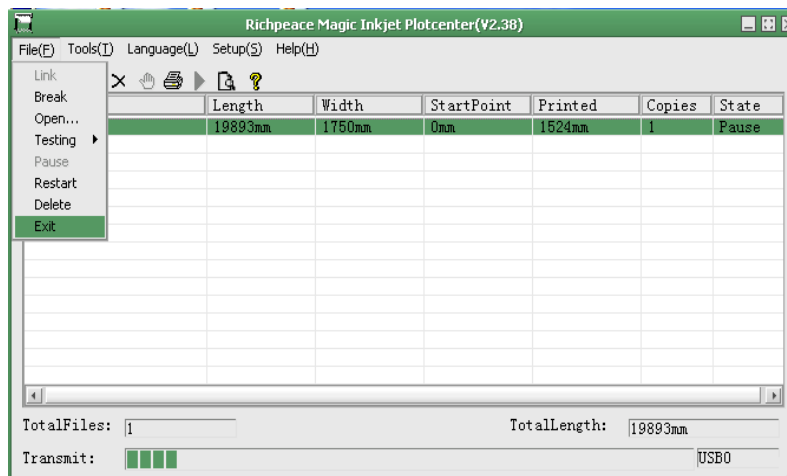 Richpeace Magic Inkjet Plotcenter(V2.38)
File(F) Tools(T) Language(L) Setup(S) Help(H)
Link
Break
Open...
Testing
Pause
Restart
Delete
Exit
Length Width StartPoint Printed Copies State
19893mm 1750mm 0mm 1524mm 1 Pause
TotalFiles: 1 TotalLength: 19893mm
Transmit: USB0